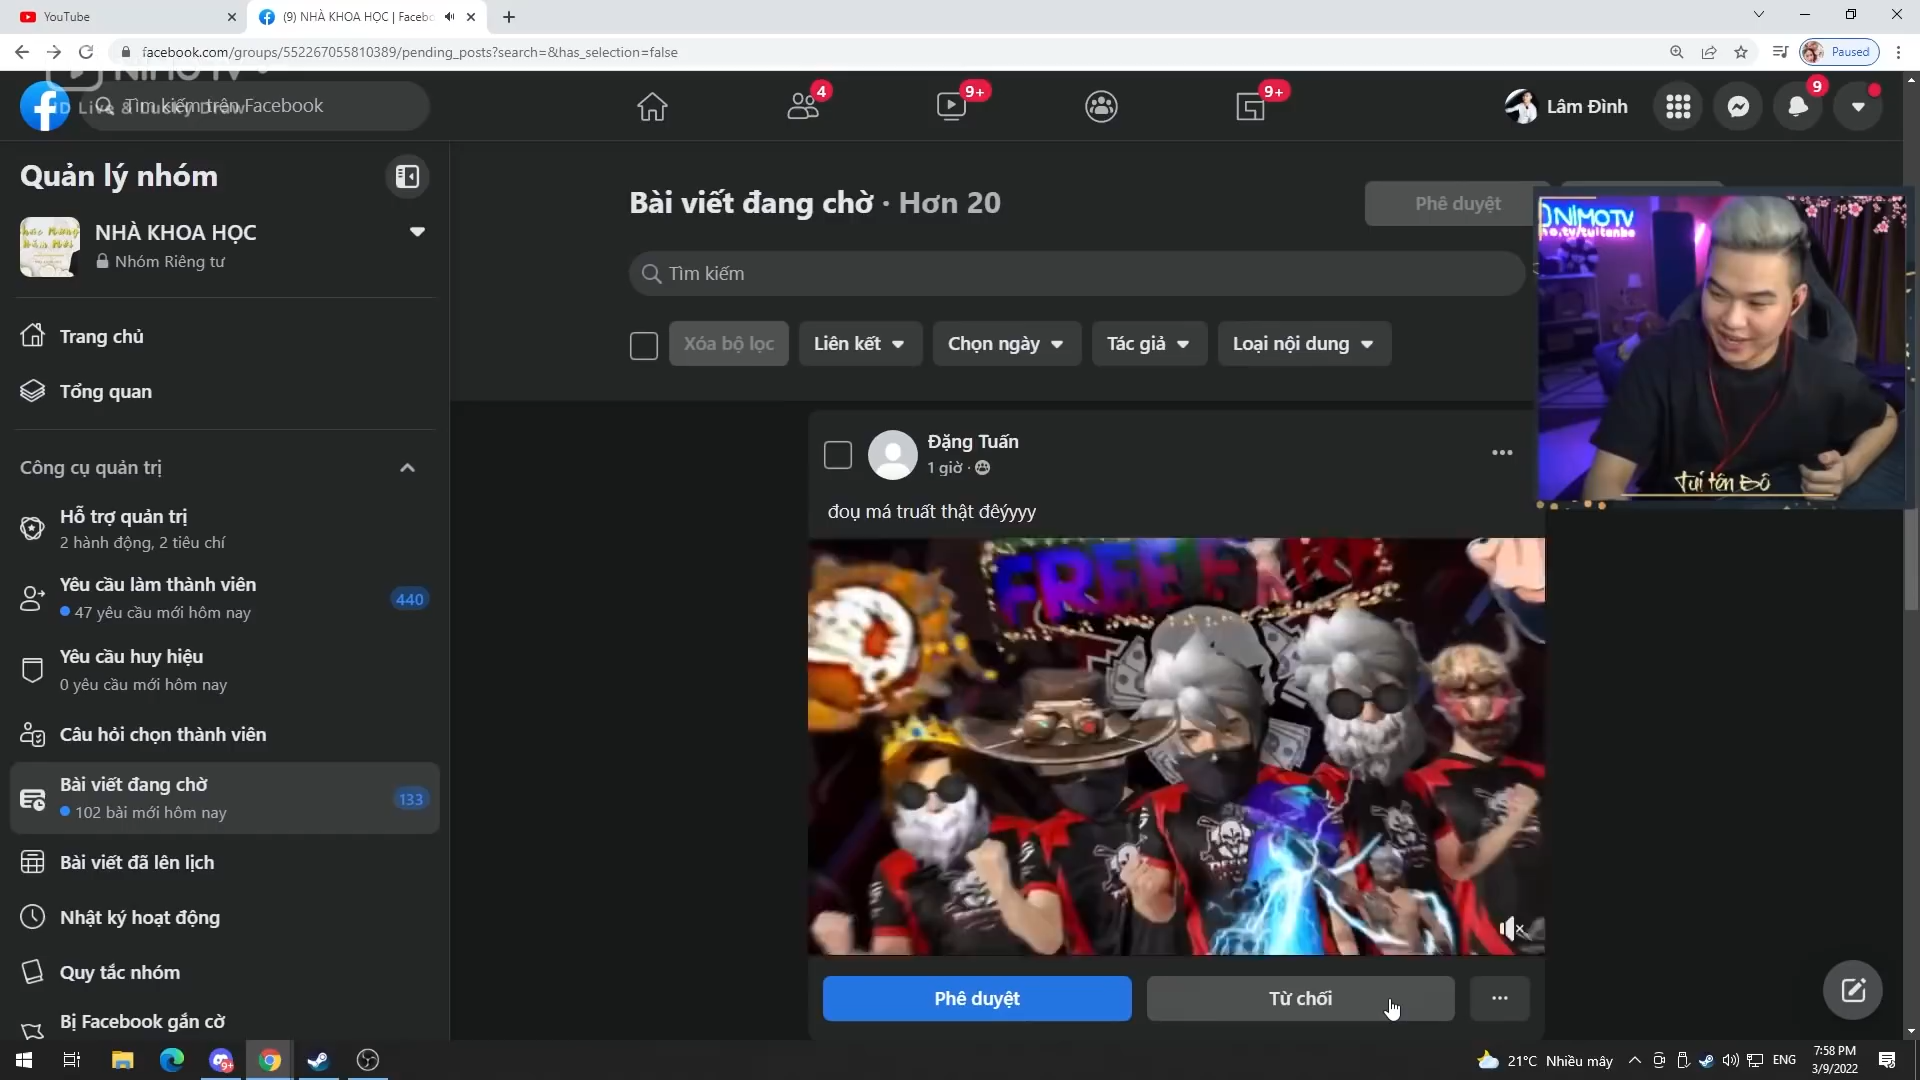 YouTube
(9) NHÀ KHOA HỌC | Facebo
facebook.com/groups/552267055810389/pending_posts?search=&has_selection=false
Paused
NIMOTV
D Live & Lucky Draw
Tìm kiếm trên Facebook
4
9+
9+
Lâm Đình
9
Quản lý nhóm
NHÀ KHOA HỌC
Nhóm Riêng tư
Trang chủ
Tổng quan
Công cụ quản trị
Hỗ trợ quản trị
2 hành động, 2 tiêu chí
Yêu cầu làm thành viên
47 yêu cầu mới hôm nay
440
Yêu cầu huy hiệu
0 yêu cầu mới hôm nay
Câu hỏi chọn thành viên
Bài viết đang chờ
102 bài mới hôm nay
133
Bài viết đã lên lịch
Nhật ký hoạt động
Quy tắc nhóm
Bị Facebook gắn cờ
Bài viết đang chờ · Hơn 20
Phê duyệt
Tìm kiếm
Xóa bộ lọc
Liên kết
Chọn ngày
Tác giả
Loại nội dung
NIMOTV
Tui tên Bô
Đặng Tuấn
1 giờ ·
đoụ má truất thật đêýyyy
FREE FIRE
Phê duyệt
Từ chối
9+
21°C Nhiều mây
ENG
7:58 PM
3/9/2022